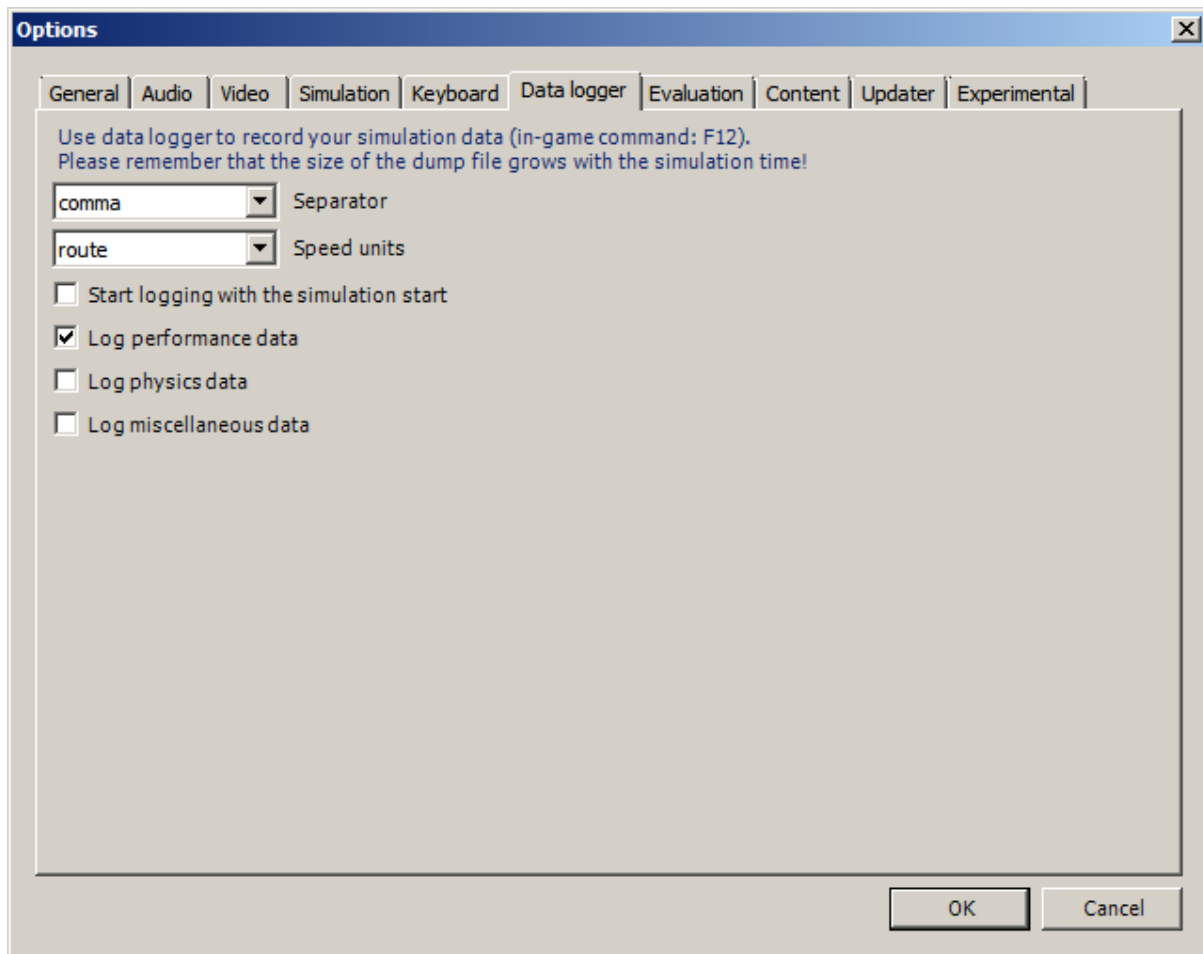 Options
General Audio Video Simulation Keyboard Data logger Evaluation Content Updater Experimental
Use data logger to record your simulation data (in-game command: F12).
Please remember that the size of the dump file grows with the simulation time!
comma Separator
route Speed units
Start logging with the simulation start
Log performance data
Log physics data
Log miscellaneous data
OK Cancel